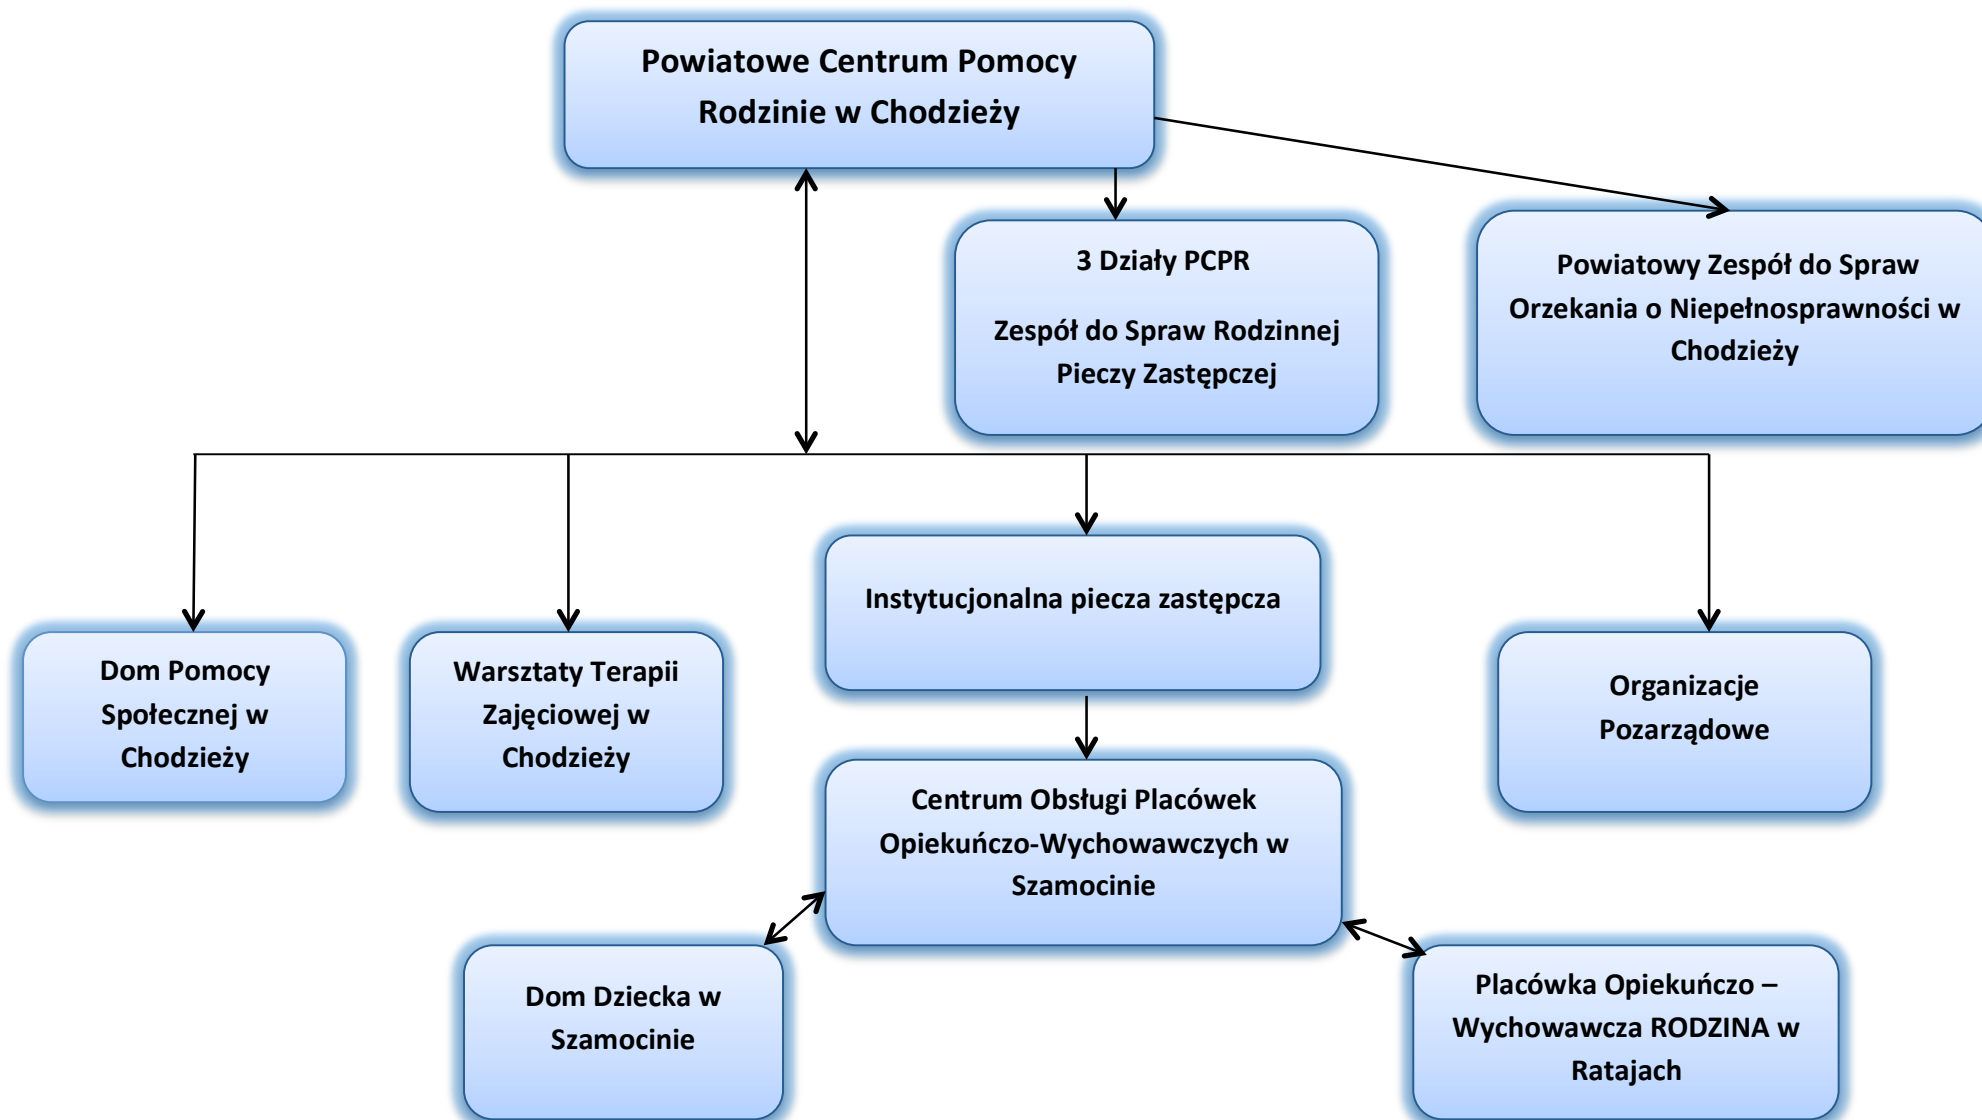 Powiatowe Centrum Pomocy
Rodzinie w Chodzieży
3 Działy PCPR
Zespół do Spraw Rodzinnej
Pieczy Zastępczej
Powiatowy Zespół do Spraw
Orzekania o Niepełnosprawności w
Chodzieży
Dom Pomocy
Społecznej w
Chodzieży
Warsztaty Terapii
Zajęciowej w
Chodzieży
Instytucjonalna piecza zastępcza
Organizacje
Pozarządowe
Centrum Obsługi Placówek
Opiekuńczo-Wychowawczych w
Szamocinie
Dom Dziecka w
Szamocinie
Placówka Opiekuńczo –
Wychowawcza RODZINA w
Ratajach